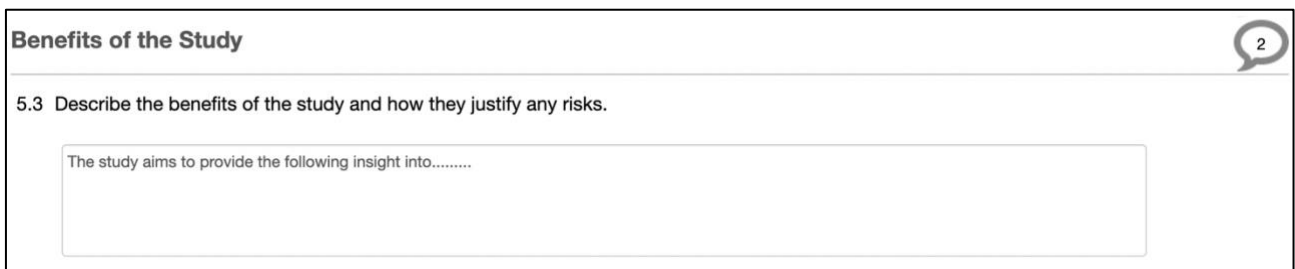 Benefits of the Study
2
5.3 Describe the benefits of the study and how they justify any risks.
The study aims to provide the following insight into.........